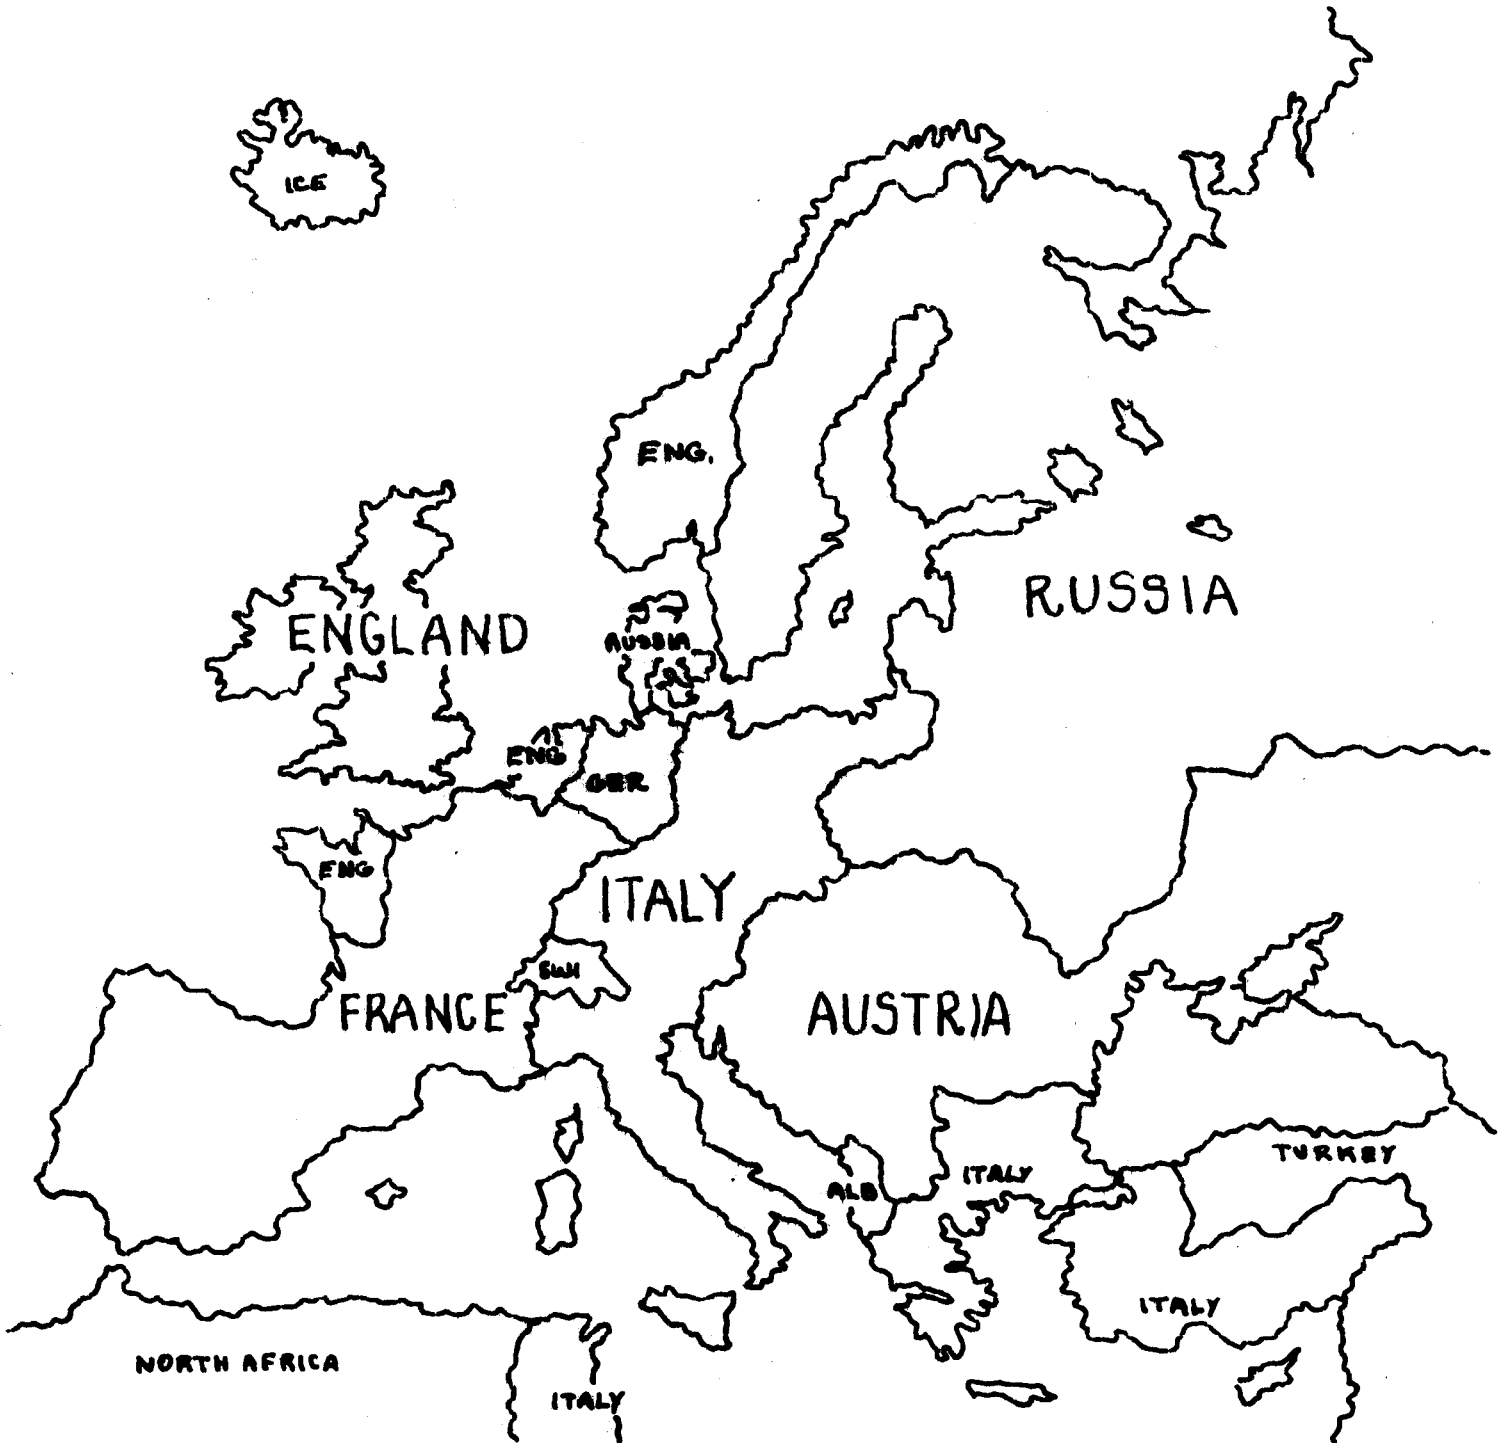 ICE
ENG.
RUSSIA
ENGLAND
RUSSIA
ENG
GER
ENG
ITALY
SWI
FRANCE
AUSTRIA
TURKEY
ITALY
ALB
ITALY
NORTH AFRICA
ITALY